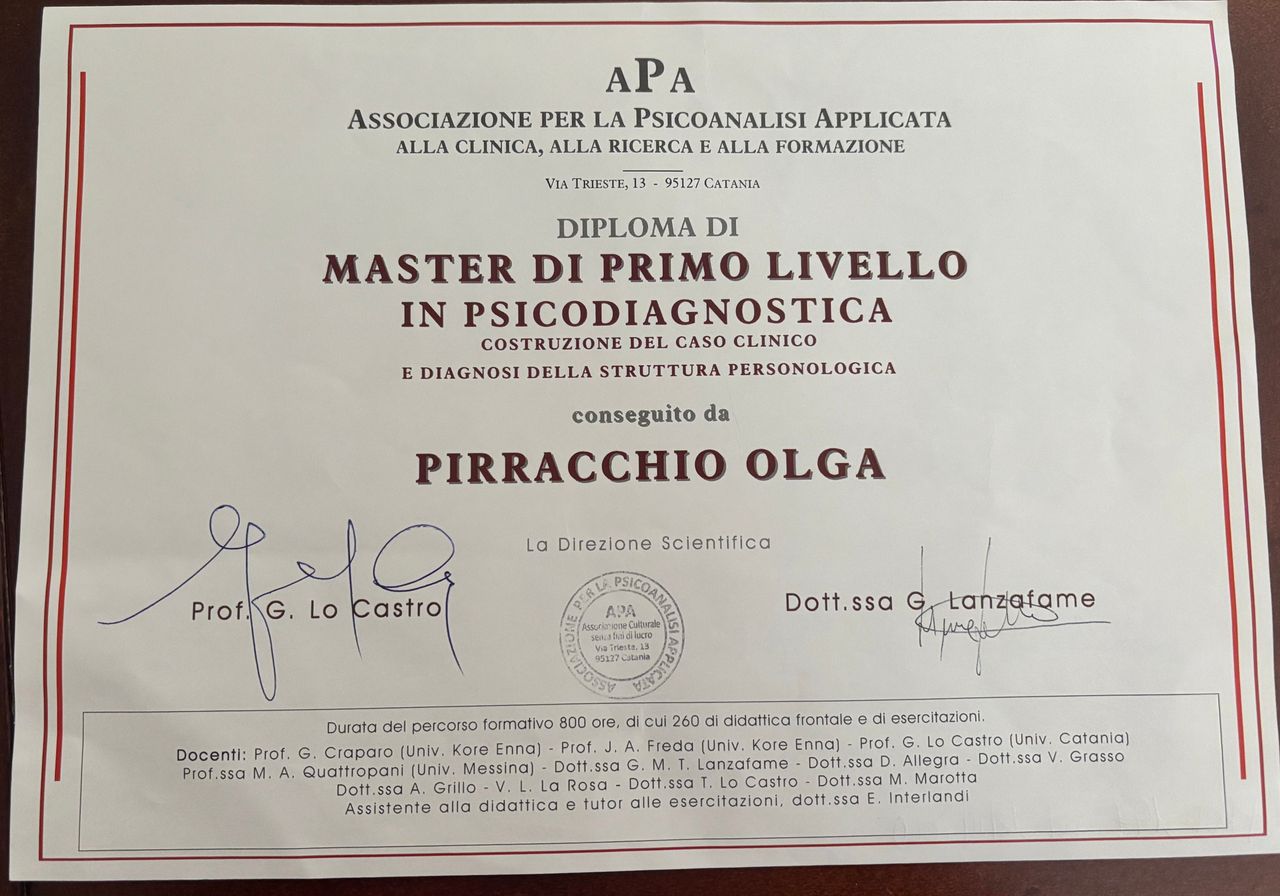 APA
ASSOCIAZIONE PER LA PSICOANALISI APPLICATA
ALLA CLINICA, ALLA RICERCA E ALLA FORMAZIONE
VIA TRIESTE, 13 - 95127 CATANIA
DIPLOMA DI
MASTER DI PRIMO LIVELLO
IN PSICODIAGNOSTICA
COSTRUZIONE DEL CASO CLINICO
E DIAGNOSI DELLA STRUTTURA PERSONOLOGICA
conseguito da
PIRRACCHIO OLGA
La Direzione Scientifica
Prof. G. Lo Castro
Dott.ssa G. Lanzafame
ASSOCIAZIONE PER LA PSICOANALISI APPLICATA
APA
Associazione Culturale
senza fini di lucro
Via Trieste, 13
95127 Catania
Durata del percorso formativo 800 ore, di cui 260 di didattica frontale e di esercitazioni.
Docenti: Prof. G. Craparo (Univ. Kore Enna) - Prof. J. A. Freda (Univ. Kore Enna) - Prof. G. Lo Castro (Univ. Catania)
Prof.ssa M. A. Quattropani (Univ. Messina) - Dott.ssa G. M. T. Lanzafame - Dott.ssa D. Allegra - Dott.ssa V. Grasso
Dott.ssa A. Grillo - V. L. La Rosa - Dott.ssa T. Lo Castro - Dott.ssa M. Marotta
Assistente alla didattica e tutor alle esercitazioni, dott.ssa E. Interlandi